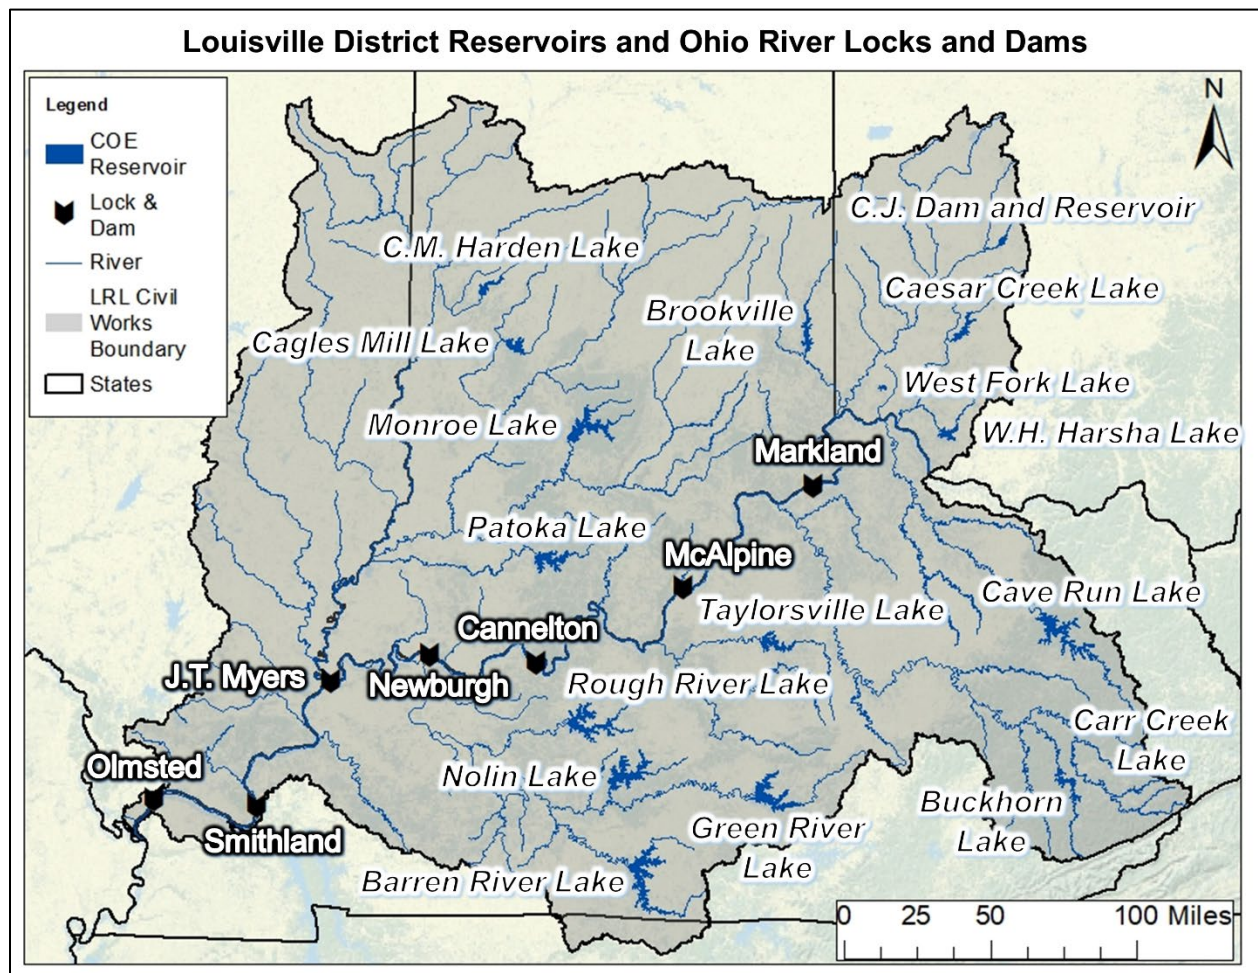 Louisville District Reservoirs and Ohio River Locks and Dams
Legend
COE
Reservoir
Lock &
Dam
River
LRL Civil
Works
Boundary
States
N
C.J. Dam and Reservoir
C.M. Harden Lake
Caesar Creek Lake
Brookville
Lake
Cagles Mill Lake
West Fork Lake
Monroe Lake
W.H. Harsha Lake
Markland
Patoka Lake
McAlpine
Cave Run Lake
Taylorsville Lake
Cannelton
J.T. Myers
Newburgh
Rough River Lake
Carr Creek
Lake
Olmsted
Nolin Lake
Buckhorn
Lake
Smithland
Green River
Lake
Barren River Lake
0 25 50 100 Miles